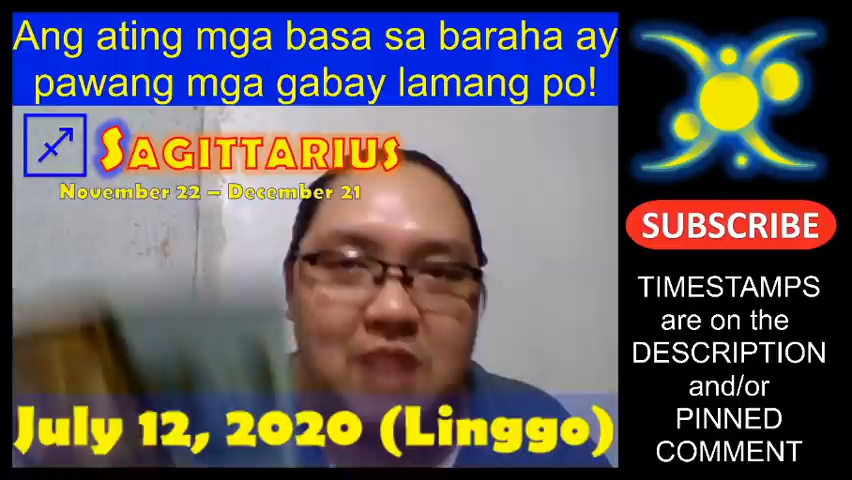 Ang ating mga basa sa baraha ay
pawang mga gabay lamang po!
SAGITTARIUS
November 22 – December 21
July 12, 2020 (Linggo)
SUBSCRIBE
TIMESTAMPS
are on the
DESCRIPTION
and/or
PINNED
COMMENT